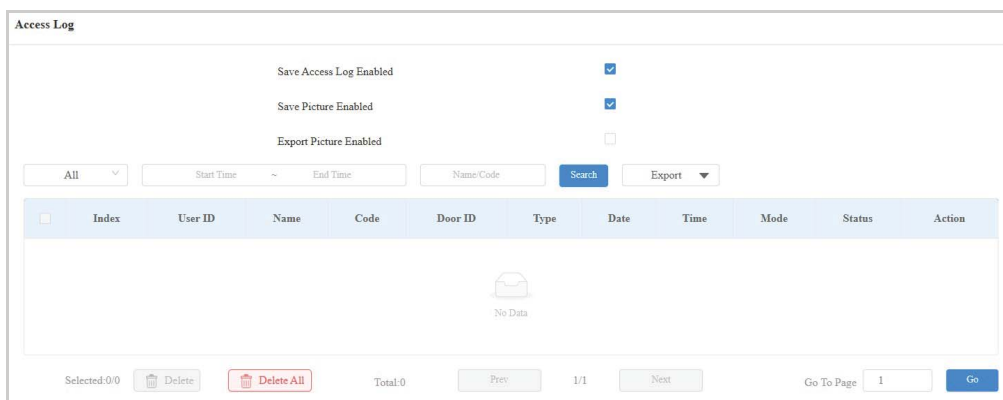 Access Log
Save Access Log Enabled
Save Picture Enabled
Export Picture Enabled
All Start Time ~ End Time Name/Code Search Export
Index User ID Name Code Door ID Type Date Time Mode Status Action
No Data
Selected:0/0 Delete Delete All Total:0 Prev 1/1 Next Go To Page 1 Go